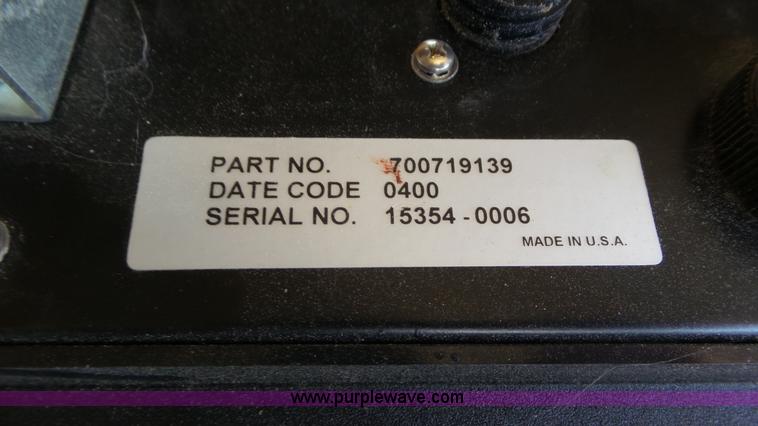 PART NO. 700719139
DATE CODE 0400
SERIAL NO. 15354-0006
MADE IN U.S.A.
www.purplewave.com